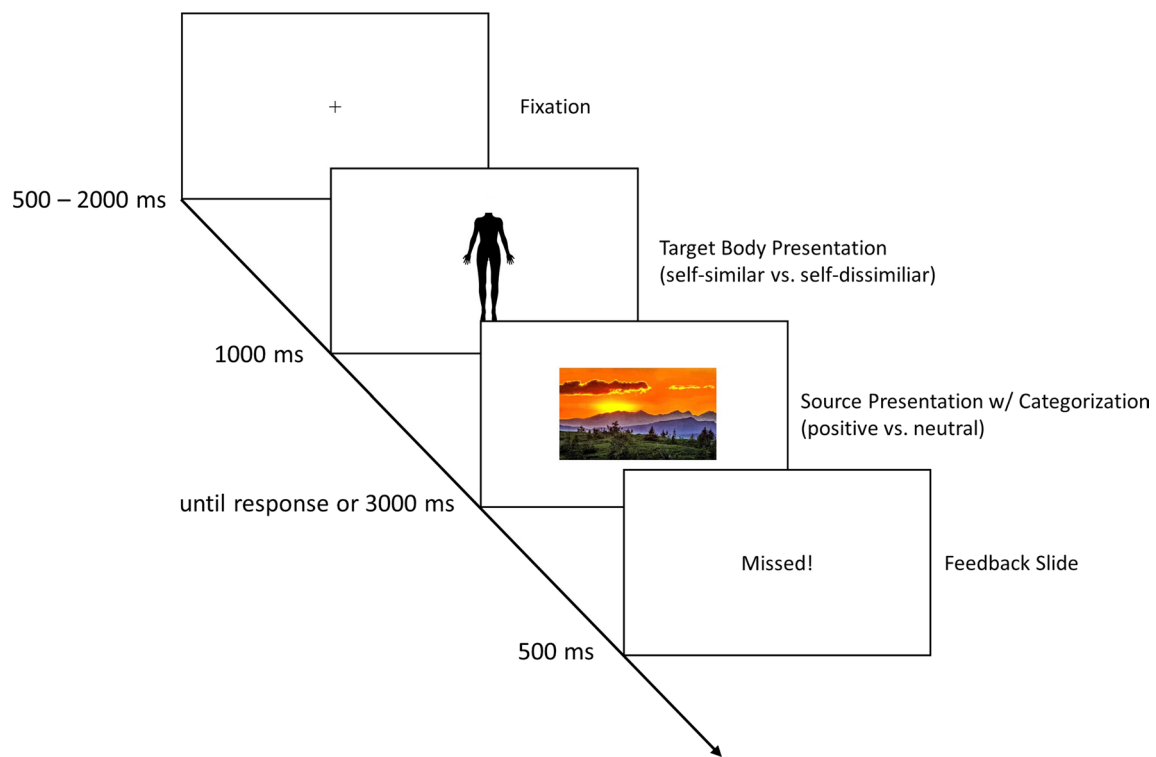 Fixation
500 – 2000 ms
Target Body Presentation
(self-similar vs. self-dissimiliar)
1000 ms
Source Presentation w/ Categorization
(positive vs. neutral)
until response or 3000 ms
Missed!
Feedback Slide
500 ms